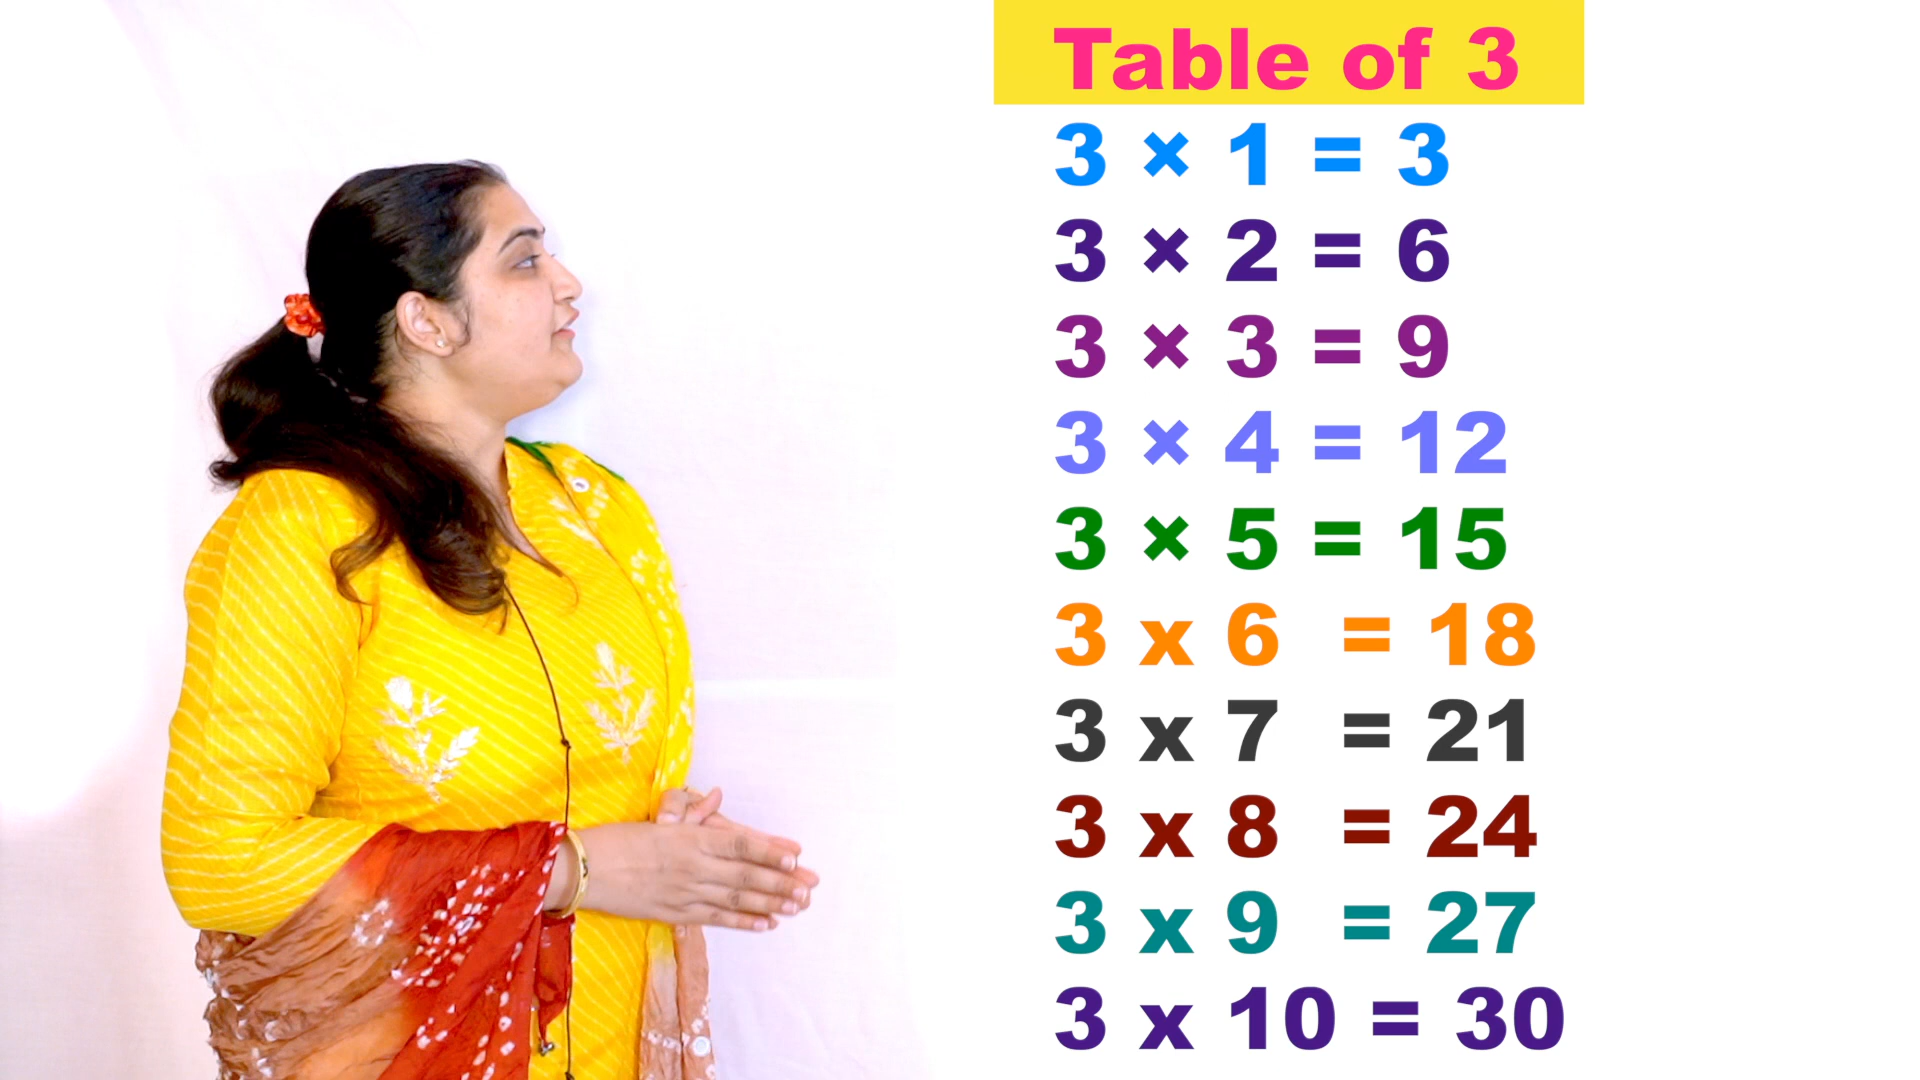 Table of 3
3 × 1 = 3
3 × 2 = 6
3 × 3 = 9
3 × 4 = 12
3 × 5 = 15
3 x 6 = 18
3 x 7 = 21
3 x 8 = 24
3 x 9 = 27
3 x 10 = 30